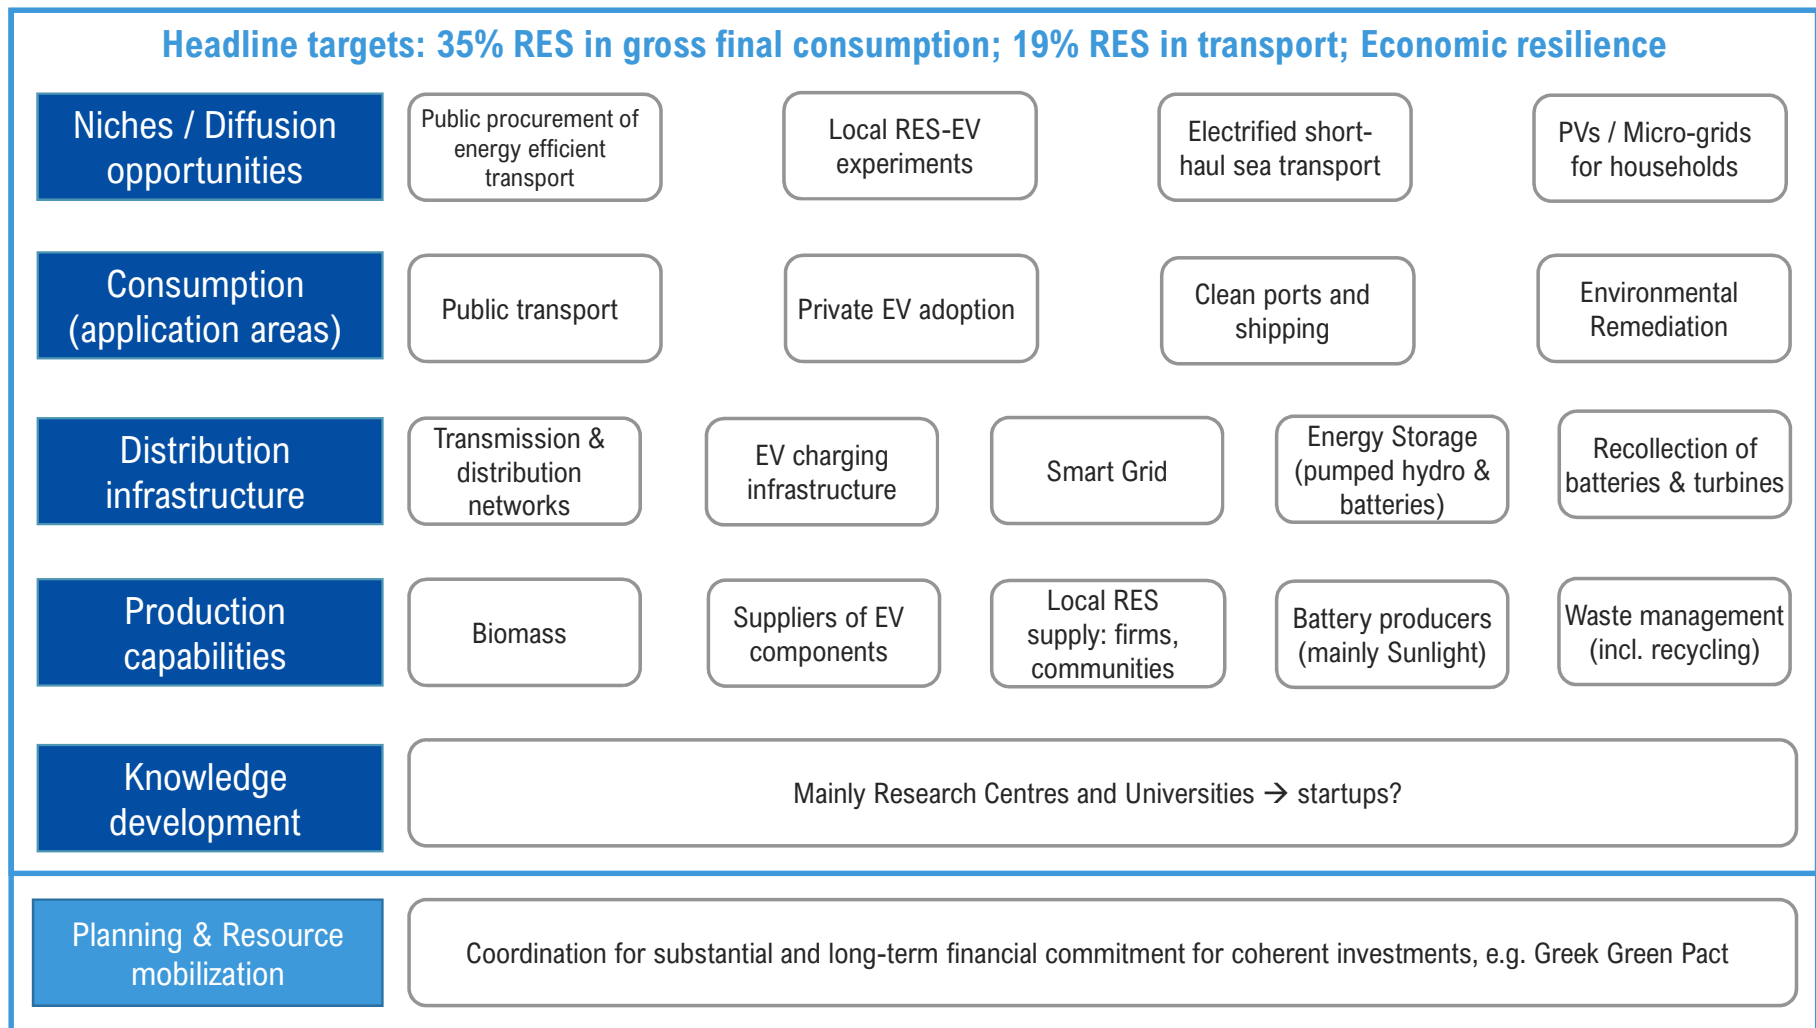 Headline targets: 35% RES in gross final consumption; 19% RES in transport; Economic resilience
Niches / Diffusion
opportunities
Public procurement of
energy efficient
transport
Local RES-EV
experiments
Electrified short-
haul sea transport
PVs / Micro-grids
for households
Consumption
(application areas)
Public transport
Private EV adoption
Clean ports and
shipping
Environmental
Remediation
Distribution
infrastructure
Transmission &
distribution
networks
EV charging
infrastructure
Smart Grid
Energy Storage
(pumped hydro &
batteries)
Recollection of
batteries & turbines
Production
capabilities
Biomass
Suppliers of EV
components
Local RES
supply: firms,
communities
Battery producers
(mainly Sunlight)
Waste management
(incl. recycling)
Knowledge
development
Mainly Research Centres and Universities → startups?
Planning & Resource
mobilization
Coordination for substantial and long-term financial commitment for coherent investments, e.g. Greek Green Pact